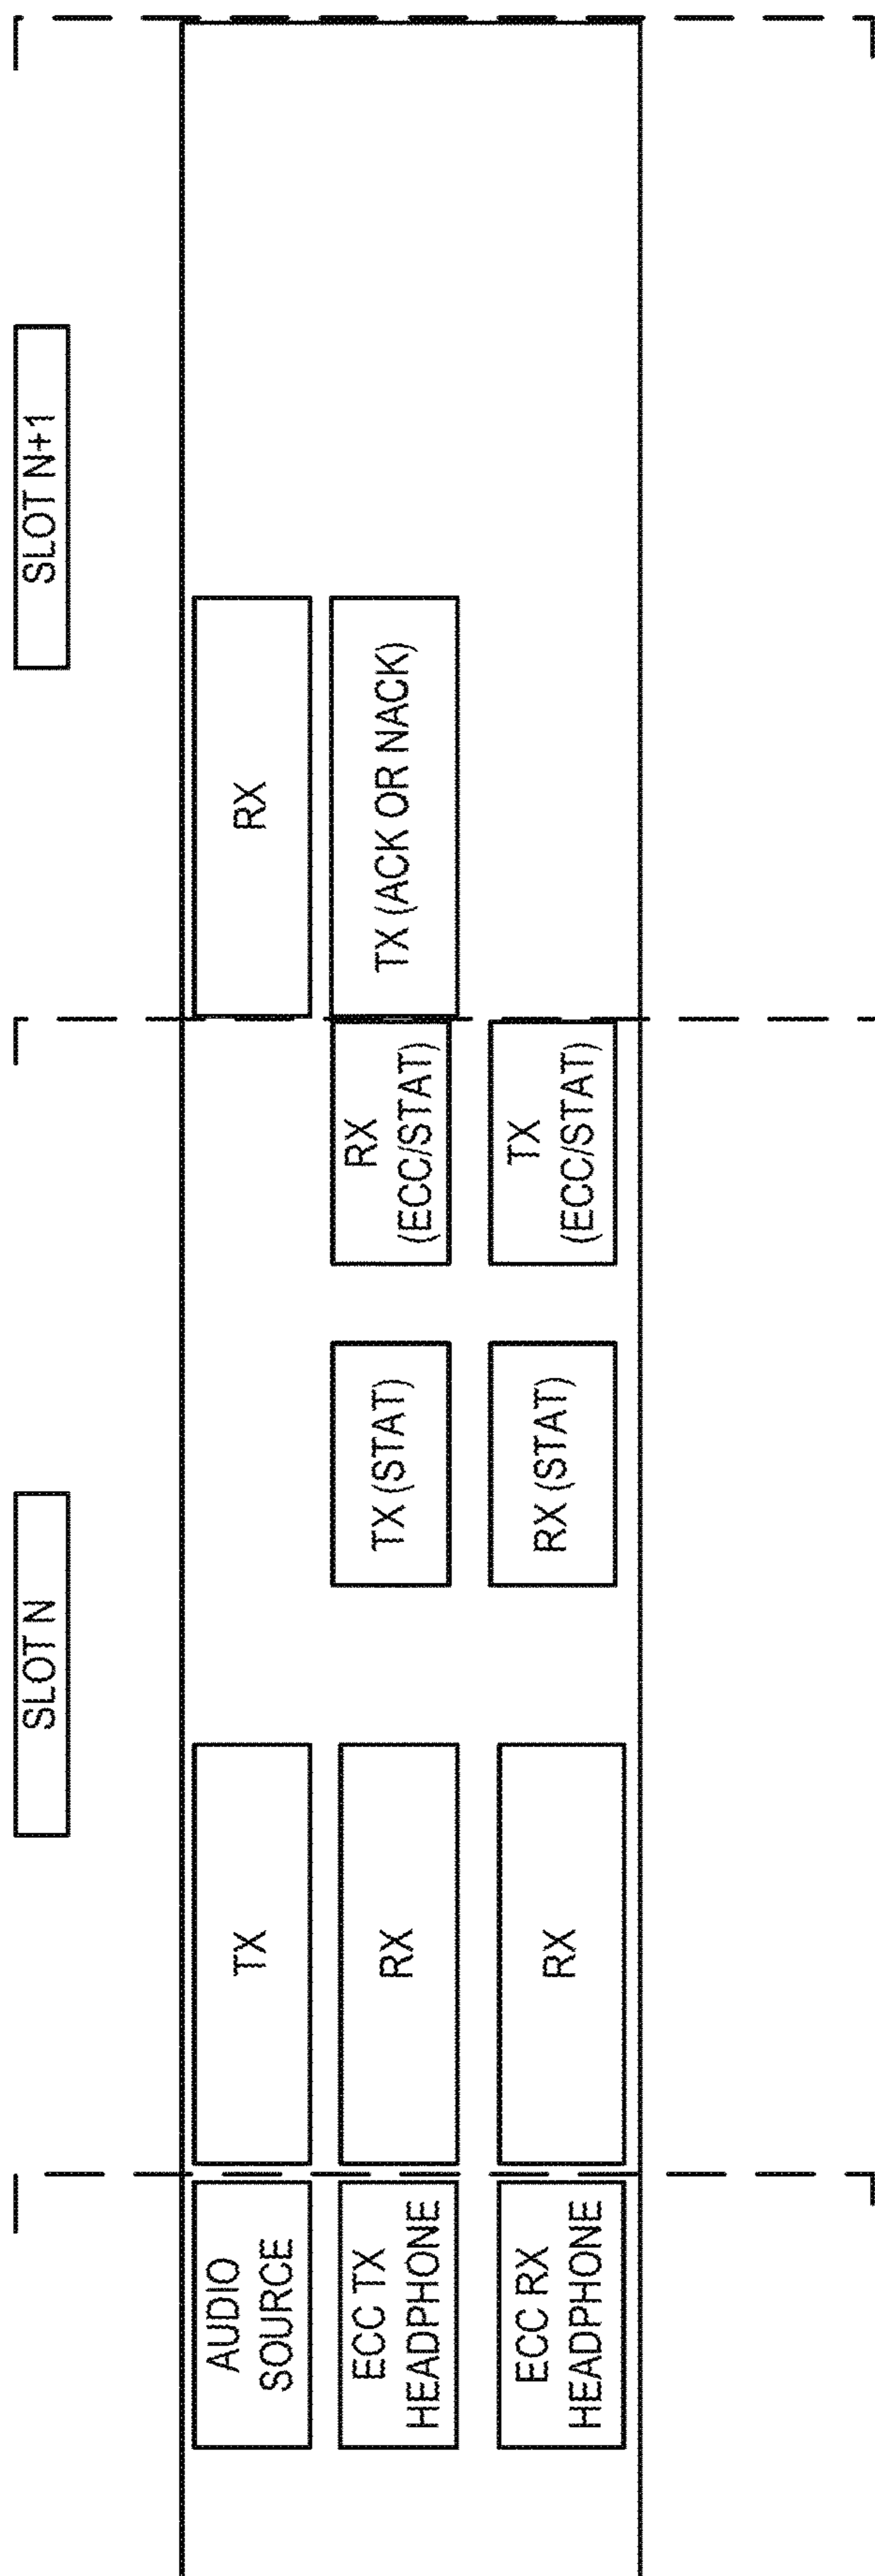 SLOT N
SLOT N+1
AUDIO
SOURCE
TX
RX
ECC TX
HEADPHONE
RX
TX (STAT)
RX
(ECC/STAT)
TX (ACK OR NACK)
ECC RX
HEADPHONE
RX
RX (STAT)
TX
(ECC/STAT)